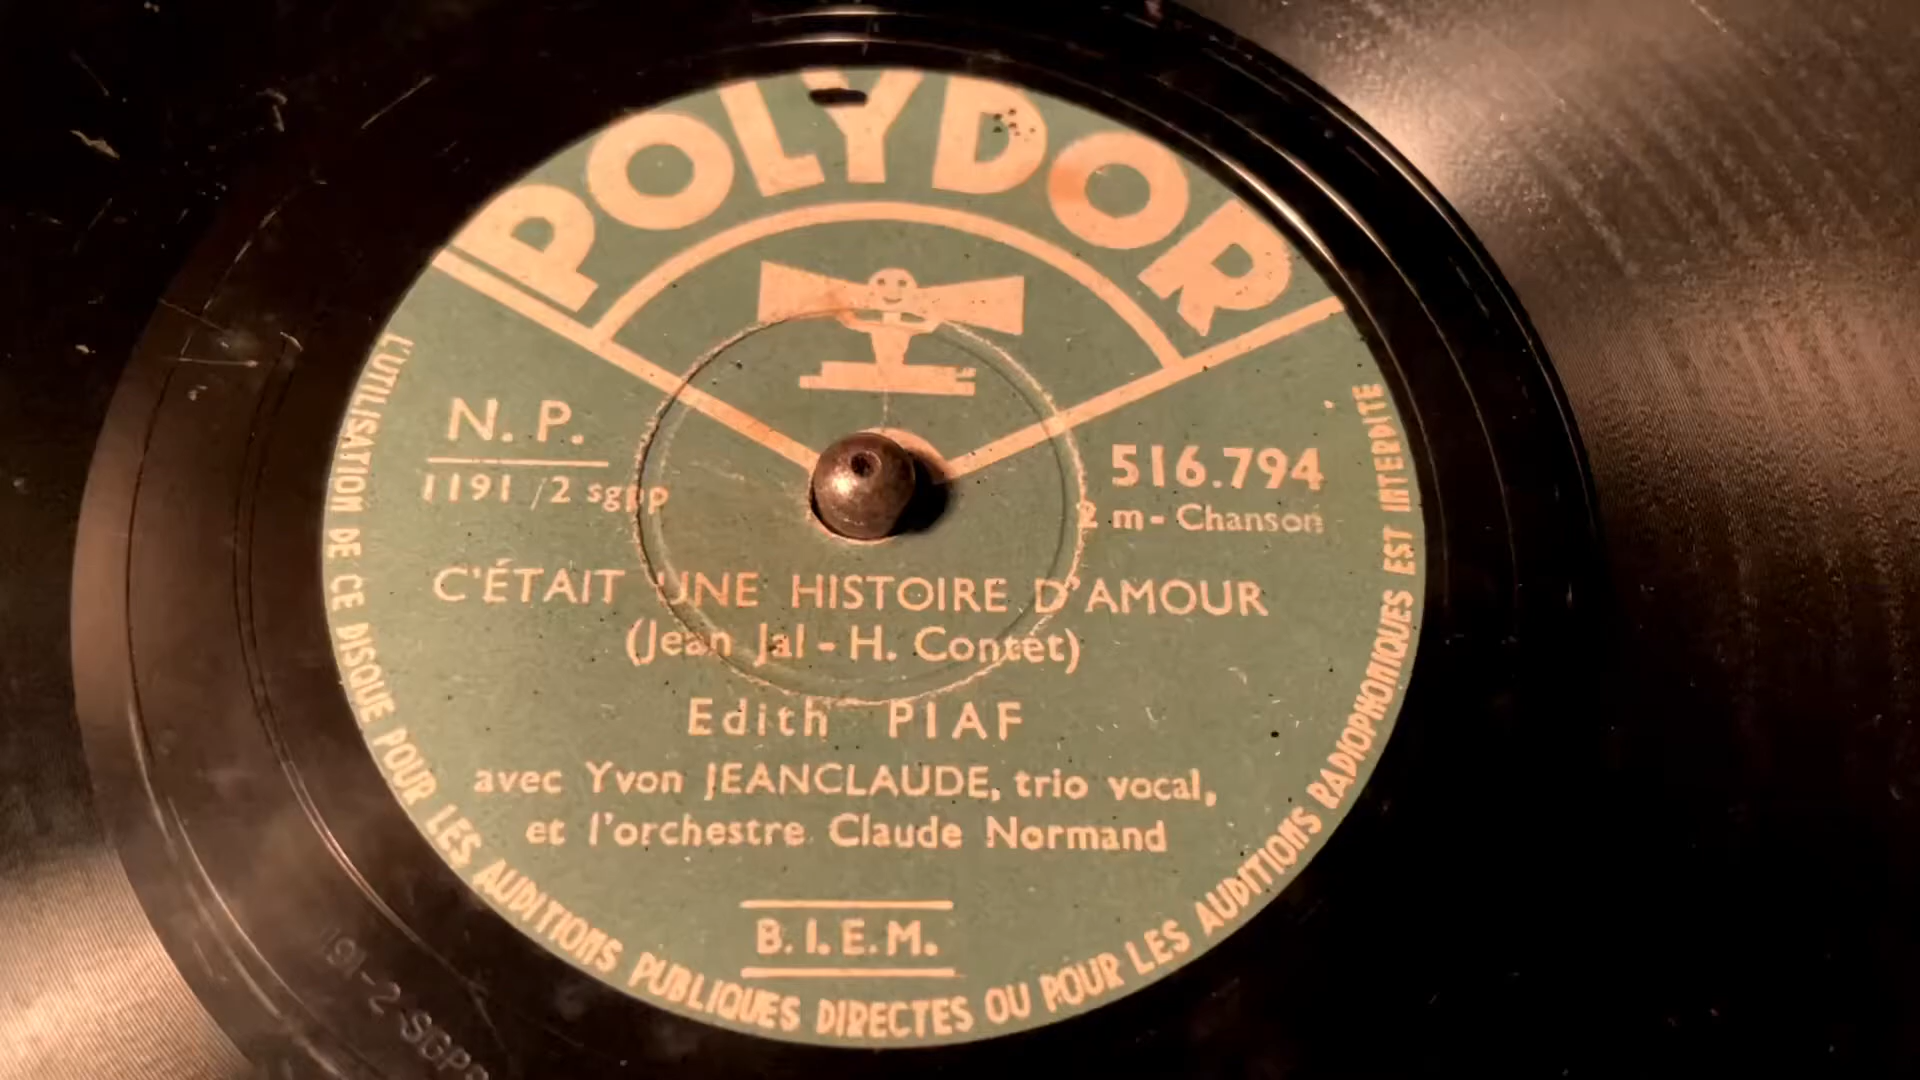 POLYDOR
N. P.
1191 /2 sgpp
516.794
2 m - Chanson
C'ÉTAIT UNE HISTOIRE D'AMOUR
(Jean Jal - H. Contet)
Edith PIAF
avec Yvon JEANCLAUDE, trio vocal,
et l'orchestre Claude Normand
B. I. E. M.
L'UTILISATION DE CE DISQUE POUR LES AUDITIONS PUBLIQUES DIRECTES OU POUR LES AUDITIONS RADIOPHONIQUES EST INTERDITE